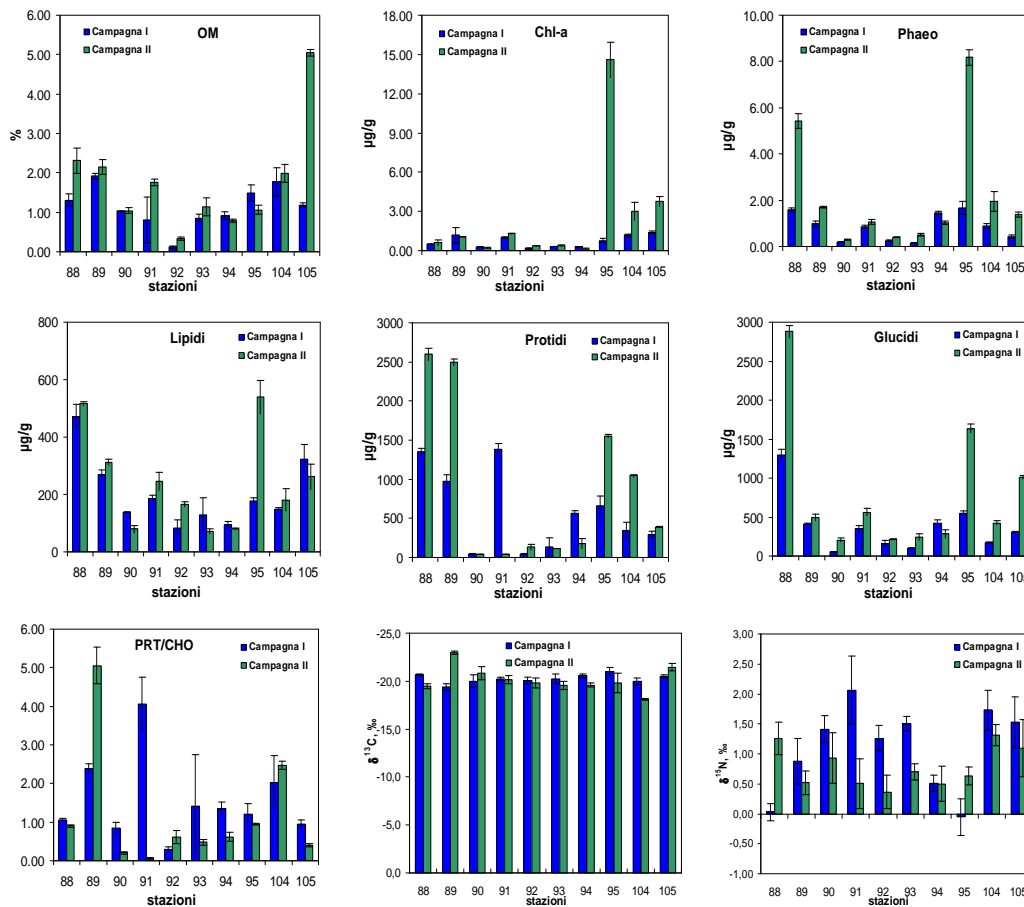 OM
Campagna I
Campagna II
%
6.00
5.00
4.00
3.00
2.00
1.00
0.00
88 89 90 91 92 93 94 95 104 105
stazioni
Chl-a
Campagna I
Campagna II
µg/g
18.00
15.00
12.00
9.00
6.00
3.00
0.00
88 89 90 91 92 93 94 95 104 105
stazioni
Phaeo
Campagna I
Campagna II
µg/g
10.00
8.00
6.00
4.00
2.00
0.00
88 89 90 91 92 93 94 95 104 105
stazioni
Lipidi
Campagna I
Campagna II
µg/g
800
600
400
200
0
88 89 90 91 92 93 94 95 104 105
stazioni
Protidi
Campagna I
Campagna II
µg/g
3000
2500
2000
1500
1000
500
0
88 89 90 91 92 93 94 95 104 105
stazioni
Glucidi
Campagna I
Campagna II
µg/g
3000
2500
2000
1500
1000
500
0
88 89 90 91 92 93 94 95 104 105
stazioni
PRT/CHO
Campagna I
Campagna II
6.00
5.00
4.00
3.00
2.00
1.00
0.00
88 89 90 91 92 93 94 95 104 105
stazioni
Campagna I
Campagna II
δ13C, ‰
-25,0
-20,0
-15,0
-10,0
-5,0
0,0
88 89 90 91 92 93 94 95 104 105
stazioni
Campagna I
Campagna II
δ15N, ‰
3,00
2,50
2,00
1,50
1,00
0,50
0,00
-0,50
-1,00
88 89 90 91 92 93 94 95 104 105
stazioni